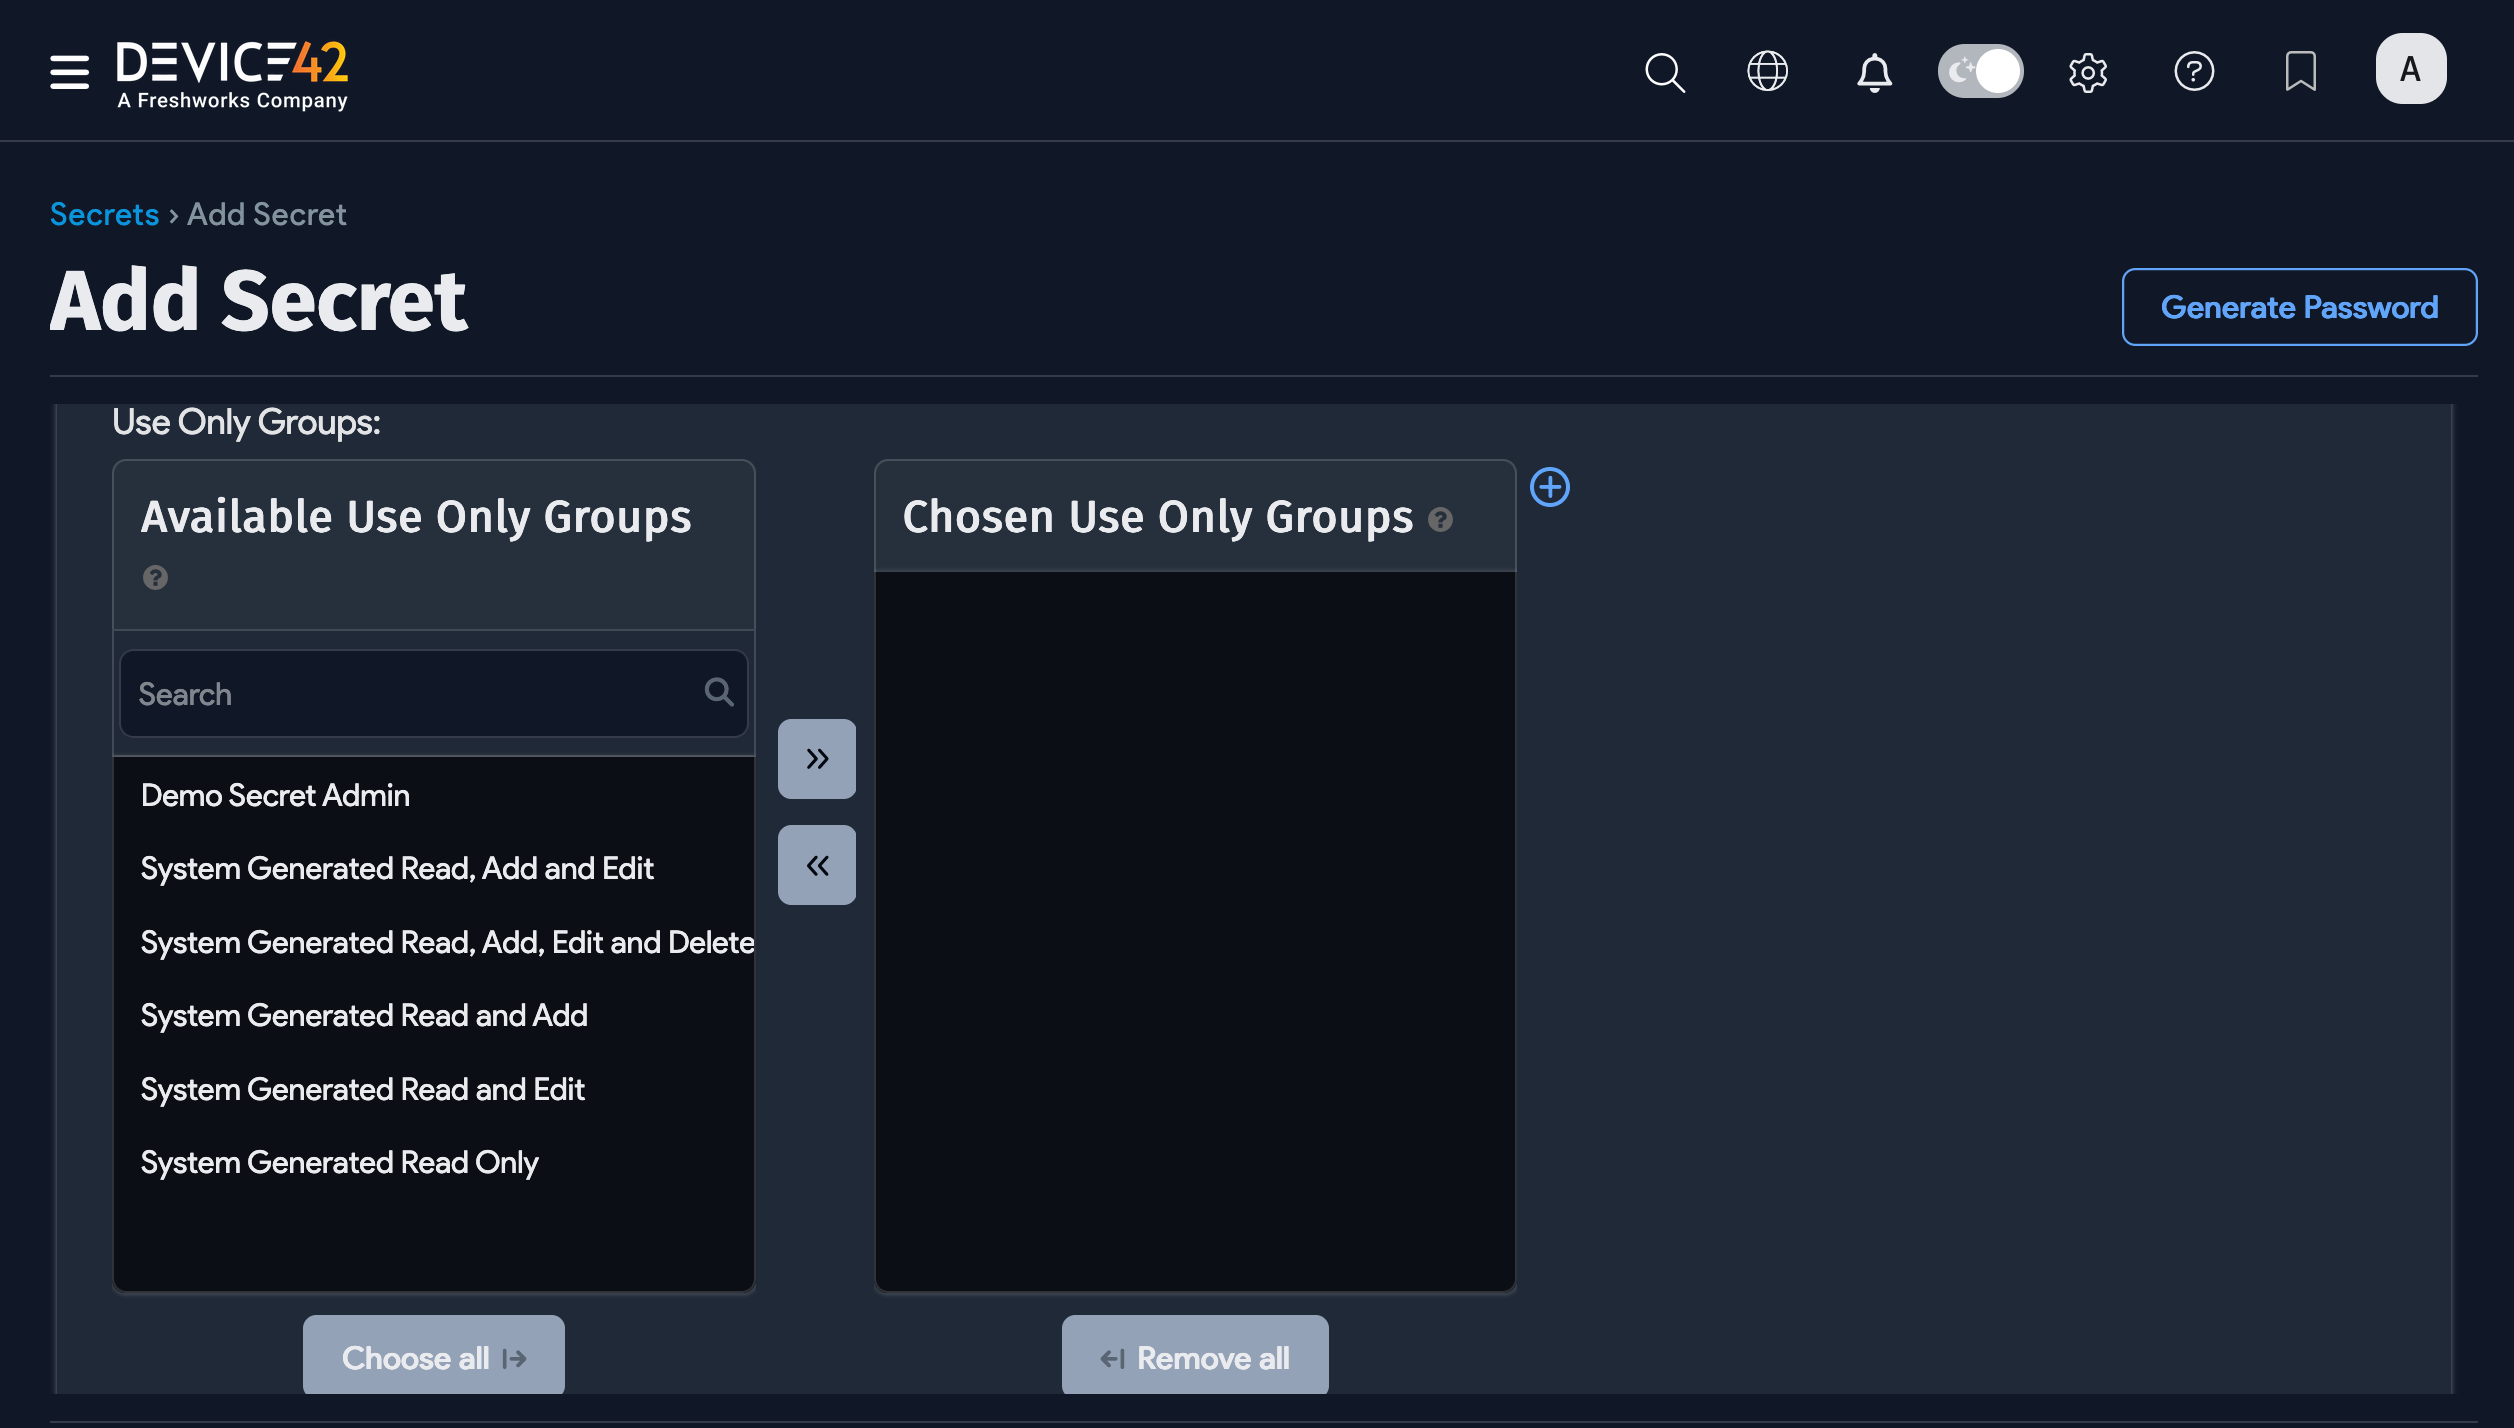 DEVICE42
A Freshworks Company
A
Secrets › Add Secret
Add Secret
Generate Password
Use Only Groups:
Available Use Only Groups
?
Chosen Use Only Groups ?
Search
Demo Secret Admin
System Generated Read, Add and Edit
System Generated Read, Add, Edit and Delete
System Generated Read and Add
System Generated Read and Edit
System Generated Read Only
Choose all
Remove all